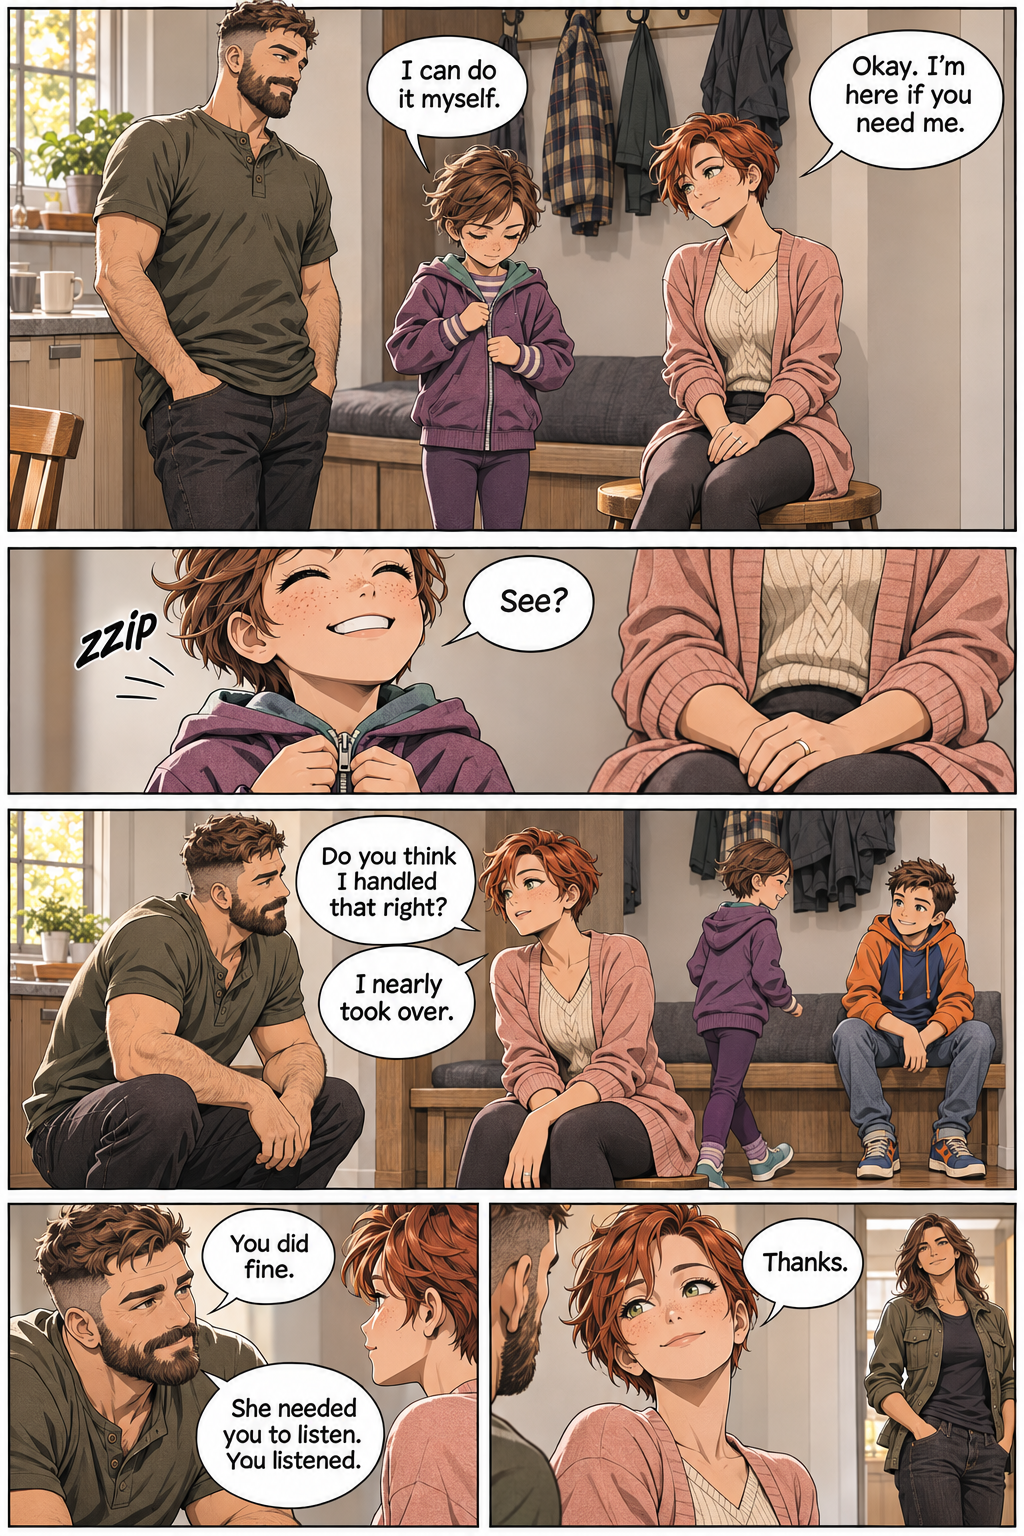 I can do
it myself.
Okay. I'm
here if you
need me.
zzip
See?
Do you think
I handled
that right?
I nearly
took over.
You did
fine.
She needed
you to listen.
You listened.
Thanks.